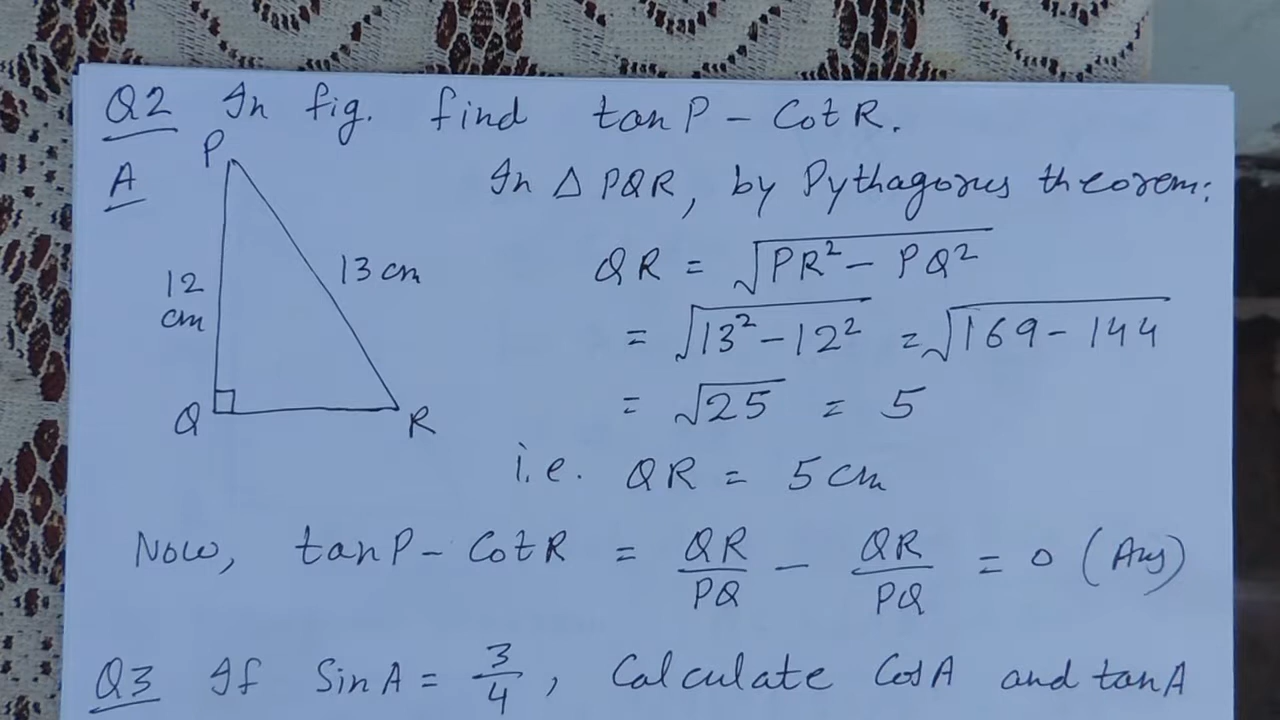 Q2 In fig. find tan P - Cot R.
A
P
12 cm
13 cm
Q
R
In △ PQR, by Pythagorus theorem:
QR = √(PR² - PQ²)
= √(13² - 12²) = √(169 - 144)
= √25 = 5
i.e. QR = 5 cm
Now, tan P - Cot R = QR/PQ - QR/PQ = 0 (Ans)
Q3 If Sin A = 3/4, Calculate Cos A and tan A